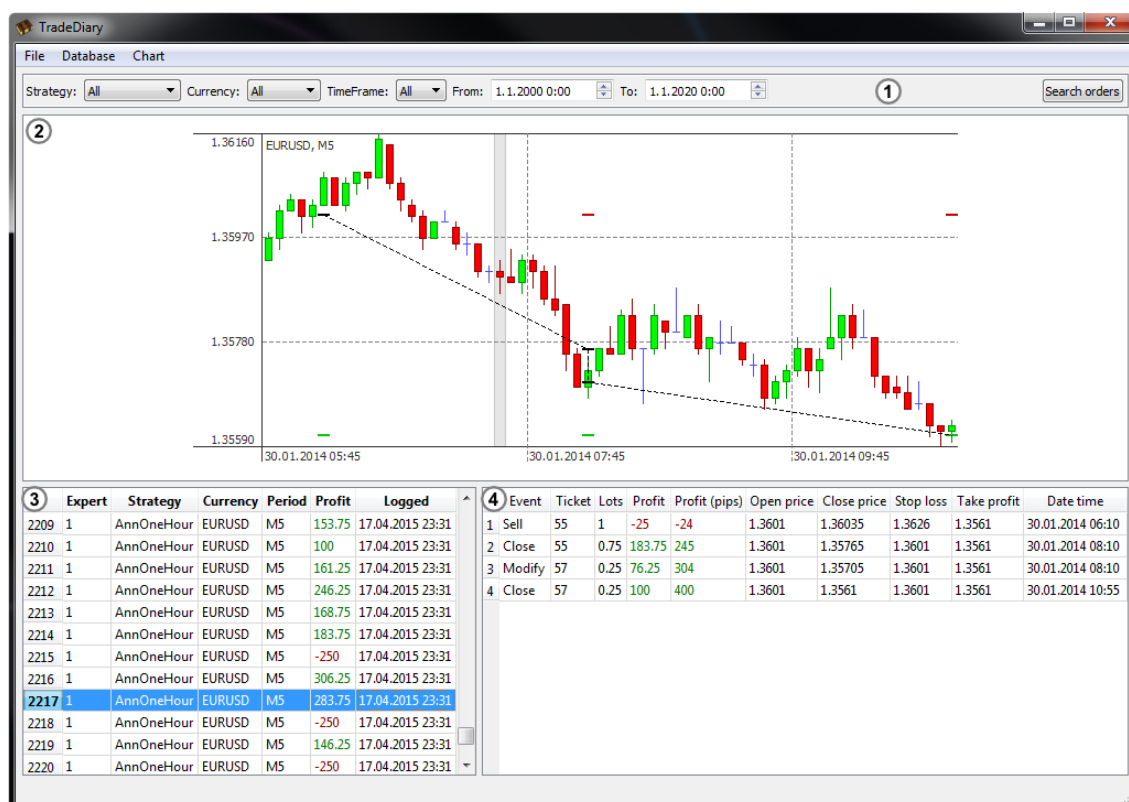 TradeDiary
File Database Chart
Strategy: All Currency: All TimeFrame: All From: 1.1.2000 0:00 To: 1.1.2020 0:00 1 Search orders
2
1.36160 EURUSD, M5
1.35970
1.35780
1.35590
30.01.2014 05:45 30.01.2014 07:45 30.01.2014 09:45
3 Expert Strategy Currency Period Profit Logged
2209 1 AnnOneHour EURUSD M5 153.75 17.04.2015 23:31
2210 1 AnnOneHour EURUSD M5 100 17.04.2015 23:31
2211 1 AnnOneHour EURUSD M5 161.25 17.04.2015 23:31
2212 1 AnnOneHour EURUSD M5 246.25 17.04.2015 23:31
2213 1 AnnOneHour EURUSD M5 168.75 17.04.2015 23:31
2214 1 AnnOneHour EURUSD M5 183.75 17.04.2015 23:31
2215 1 AnnOneHour EURUSD M5 -250 17.04.2015 23:31
2216 1 AnnOneHour EURUSD M5 306.25 17.04.2015 23:31
2217 1 AnnOneHour EURUSD M5 283.75 17.04.2015 23:31
2218 1 AnnOneHour EURUSD M5 -250 17.04.2015 23:31
2219 1 AnnOneHour EURUSD M5 146.25 17.04.2015 23:31
2220 1 AnnOneHour EURUSD M5 -250 17.04.2015 23:31
4 Event Ticket Lots Profit Profit (pips) Open price Close price Stop loss Take profit Date time
1 Sell 55 1 -25 -24 1.3601 1.36035 1.3626 1.3561 30.01.2014 06:10
2 Close 55 0.75 183.75 245 1.3601 1.35765 1.3601 1.3561 30.01.2014 08:10
3 Modify 57 0.25 76.25 304 1.3601 1.35705 1.3601 1.3561 30.01.2014 08:10
4 Close 57 0.25 100 400 1.3601 1.3561 1.3601 1.3561 30.01.2014 10:55